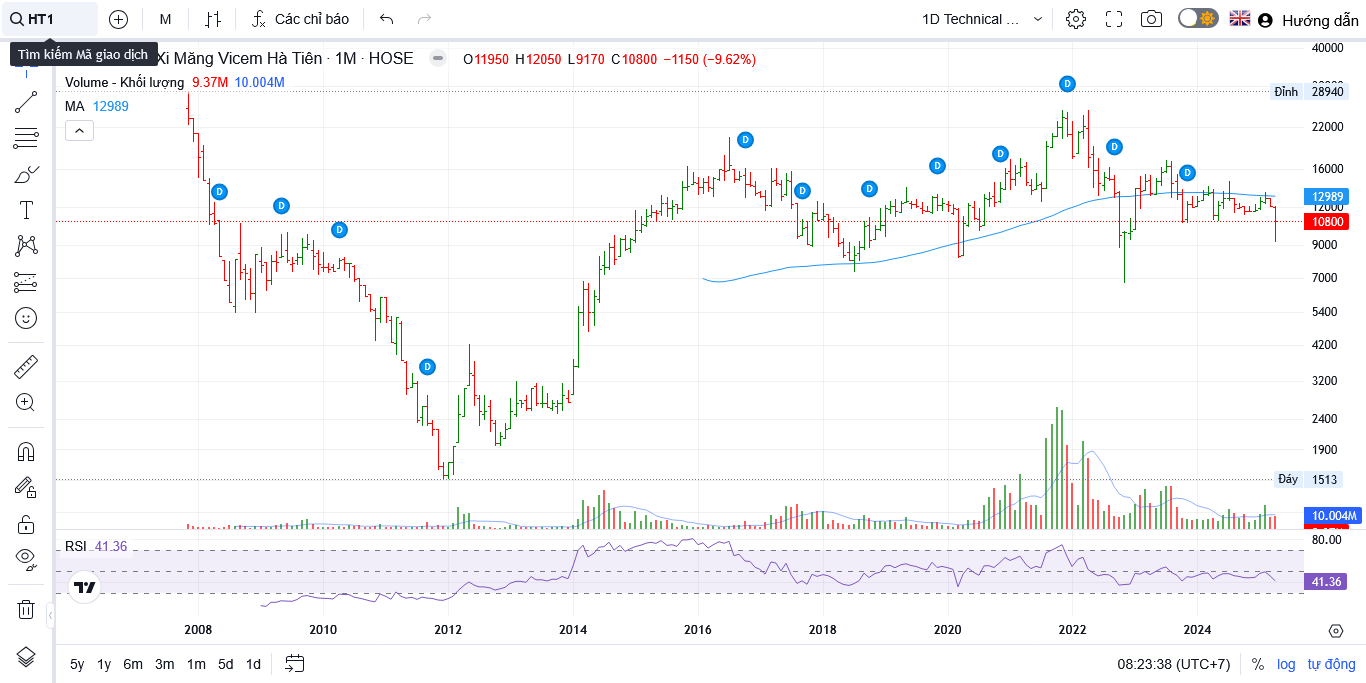 HT1
M
Các chỉ báo
1D Technical ...
Hướng dẫn
Tìm kiếm Mã giao dịch
Xi Măng Vicem Hà Tiên · 1M · HOSE
O11950 H12050 L9170 C10800 −1150 (−9.62%)
Volume - Khối lượng 9.37M 10.004M
MA 12989
40000
Đỉnh 28940
22000
16000
12989
12000
10800
9000
7000
5400
4200
3200
2400
1900
Đáy 1513
10.004M
D
D
D
D
D
D
D
D
D
D
D
D
RSI 41.36
80.00
41.36
2008 2010 2012 2014 2016 2018 2020 2022 2024
5y 1y 6m 3m 1m 5d 1d
08:23:38 (UTC+7) % log tự động